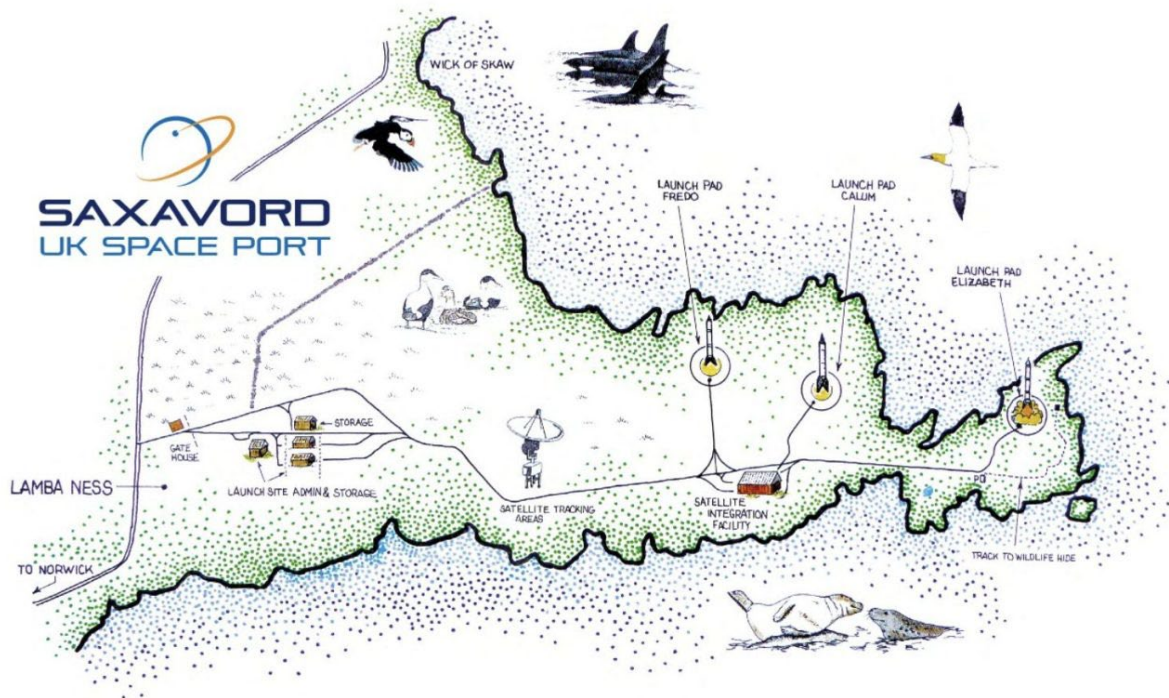 WICK OF SKAW
SAXAVORD
UK SPACE PORT
LAUNCH PAD
FREDO
LAUNCH PAD
CALUM
LAUNCH PAD
ELIZABETH
STORAGE
GATE
HOUSE
LAMBA NESS
LAUNCH SITE ADMIN & STORAGE
SATELLITE TRACKING
AREAS
SATELLITE
INTEGRATION
FACILITY
TRACK TO WILDLIFE HIDE
TO NORWICK